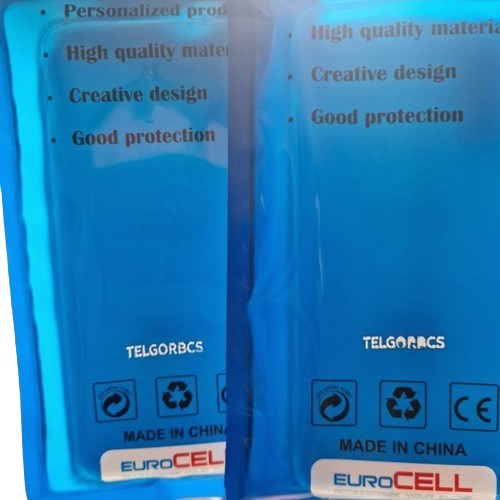 Personalized prod
High quality mater
Creative design
Good protection
TELGORBCS
MADE IN CHINA
EUROCELL
High quality materia
Creative design
Good protection
CE
MADE IN CHINA
EUROCELL